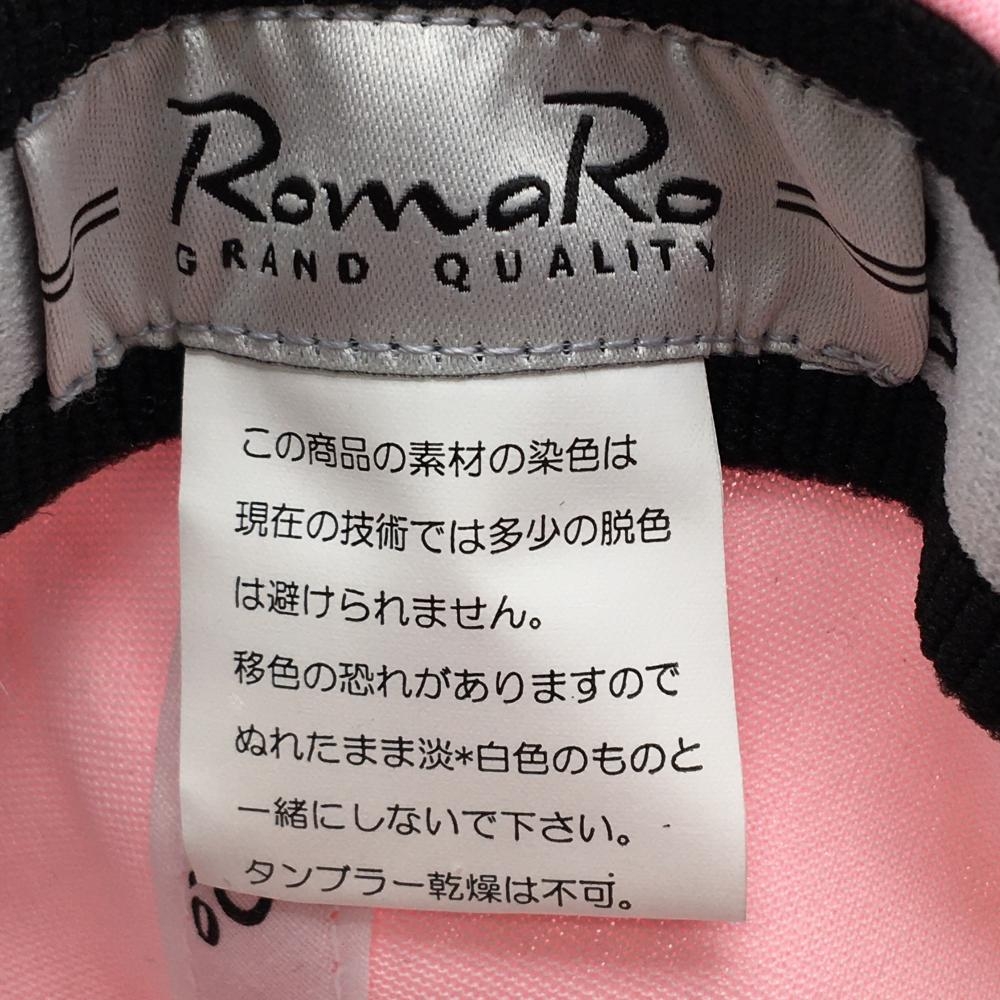 RomaRo
GRAND QUALITY
この商品の素材の染色は
現在の技術では多少の脱色
は避けられません。
移色の恐れがありますので
ぬれたまま淡*白色のものと
一緒にしないで下さい。
タンブラー乾燥は不可。